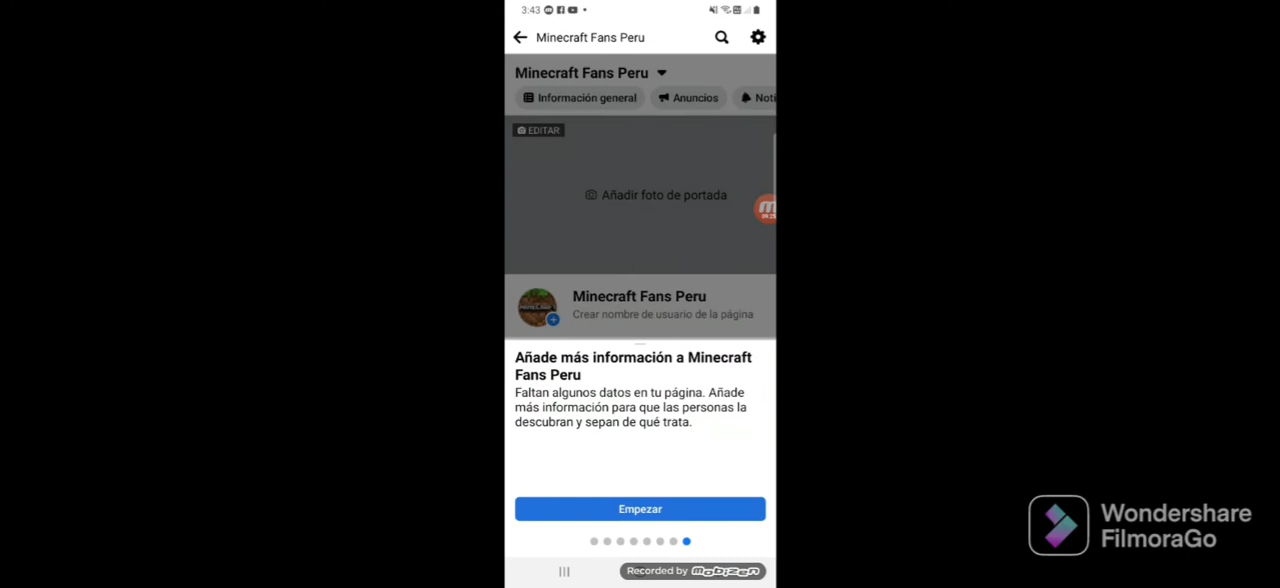 3:43
Minecraft Fans Peru
Minecraft Fans Peru
Información general
Anuncios
Noti
EDITAR
Añadir foto de portada
Minecraft Fans Peru
Crear nombre de usuario de la página
Añade más información a Minecraft
Fans Peru
Faltan algunos datos en tu página. Añade
más información para que las personas la
descubran y sepan de qué trata.
Empezar
Recorded by mobizen
Wondershare
FilmoraGo